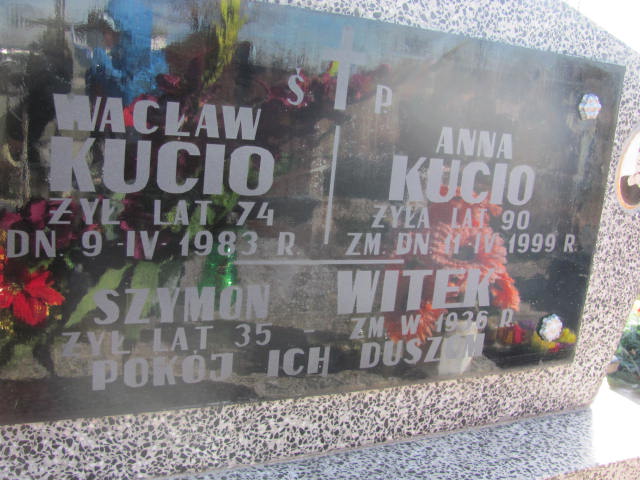 Ś P
WACŁAW
KUCIO
ŻYŁ LAT 74
DN 9-IV-1983 R.
ANNA
KUCIO
ŻYŁA LAT 90
ZM. DN 11 IV 1999 R
SZYMON WITEK
ŻYŁ LAT 35 - ZM. W 1926 R.
POKÓJ ICH DUSZOM